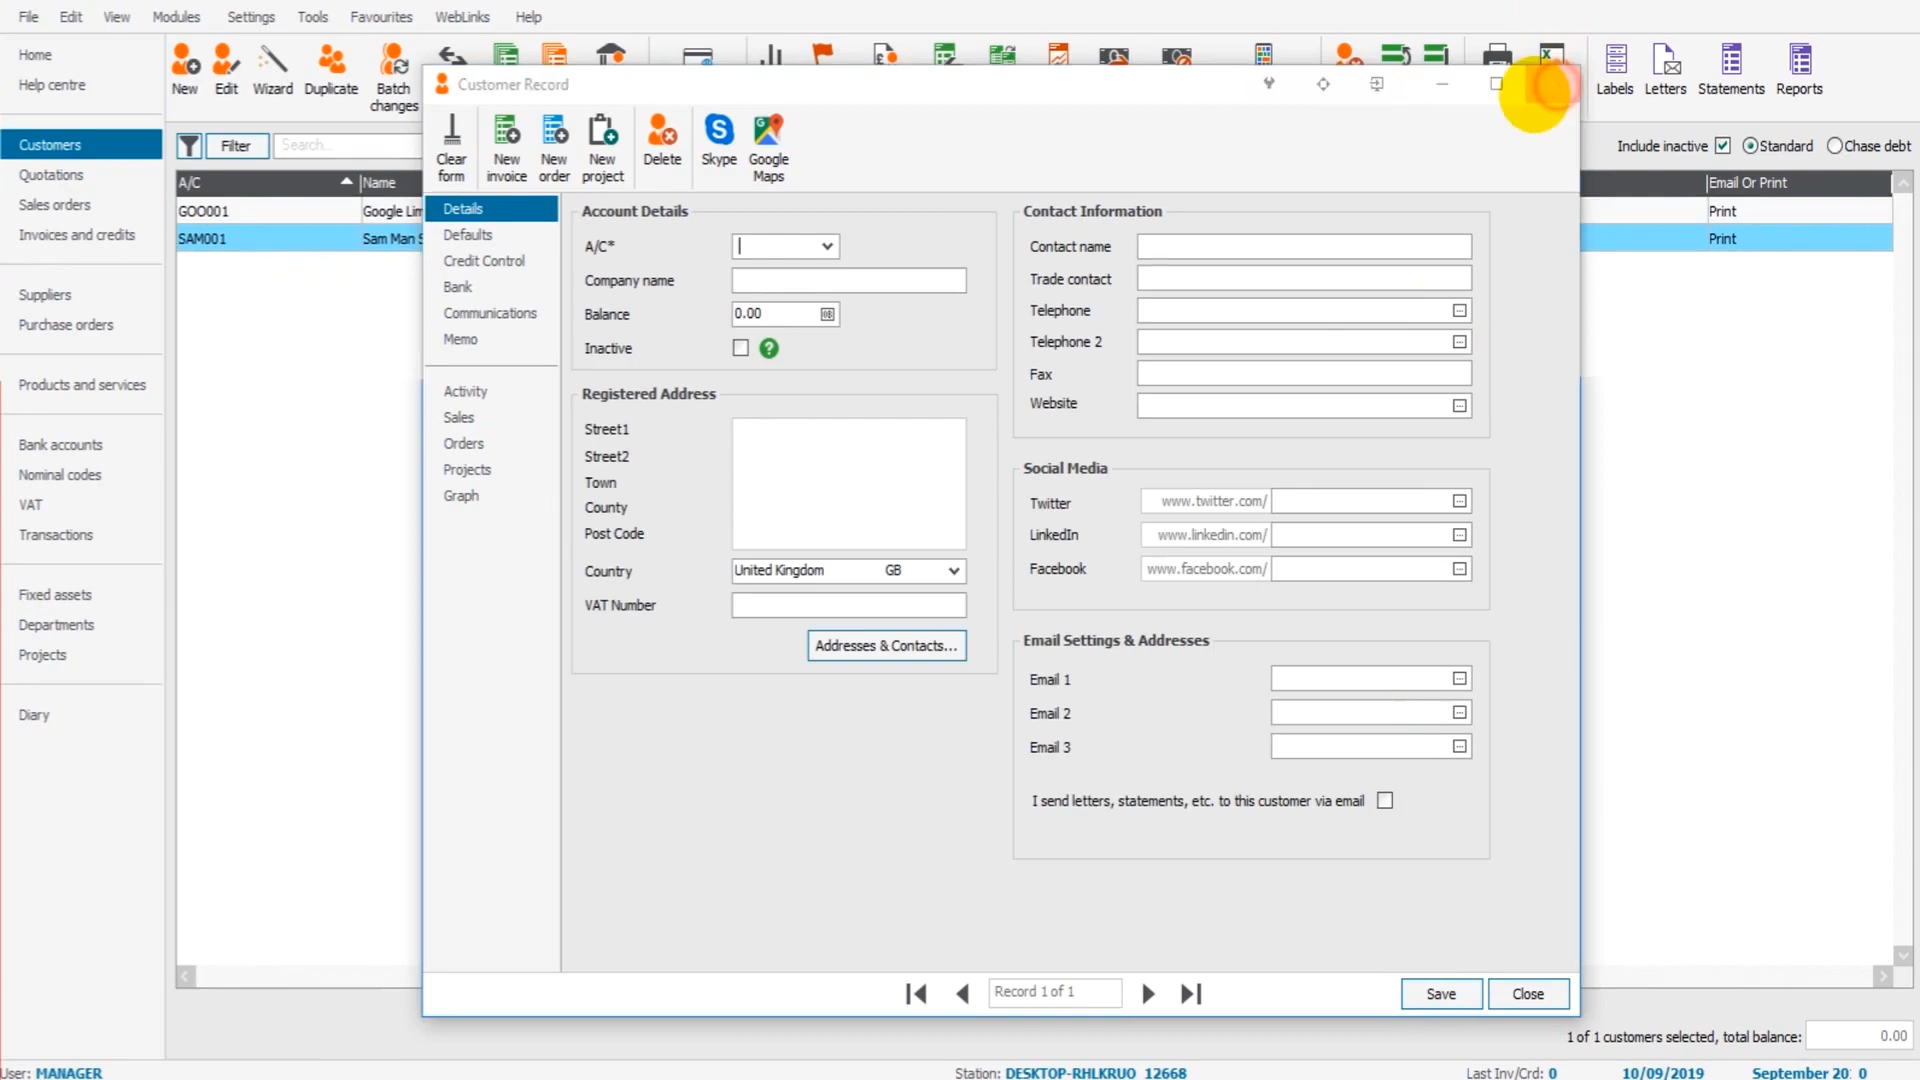 File Edit View Modules Settings Tools Favourites WebLinks Help
Home
Help centre
Customers
Quotations
Sales orders
Invoices and credits
Suppliers
Purchase orders
Products and services
Bank accounts
Nominal codes
VAT
Transactions
Fixed assets
Departments
Projects
Diary
New Edit Wizard Duplicate Batch changes
Labels Letters Statements Reports
Filter Search...
Include inactive Standard Chase debt
A/C Name Email Or Print
GOO001 Google Lim Print
SAM001 Sam Man S Print
Customer Record
Clear form New invoice New order New project Delete Skype Google Maps
Details
Defaults
Credit Control
Bank
Communications
Memo
Activity
Sales
Orders
Projects
Graph
Account Details
A/C*
Company name
Balance 0.00
Inactive
Registered Address
Street1
Street2
Town
County
Post Code
Country United Kingdom GB
VAT Number
Addresses & Contacts...
Contact Information
Contact name
Trade contact
Telephone
Telephone 2
Fax
Website
Social Media
Twitter www.twitter.com/
LinkedIn www.linkedin.com/
Facebook www.facebook.com/
Email Settings & Addresses
Email 1
Email 2
Email 3
I send letters, statements, etc. to this customer via email
Record 1 of 1
Save Close
1 of 1 customers selected, total balance: 0.00
User: MANAGER Station: DESKTOP-RHLKRUO 12668 Last Inv/Crd: 0 10/09/2019 September 20 0